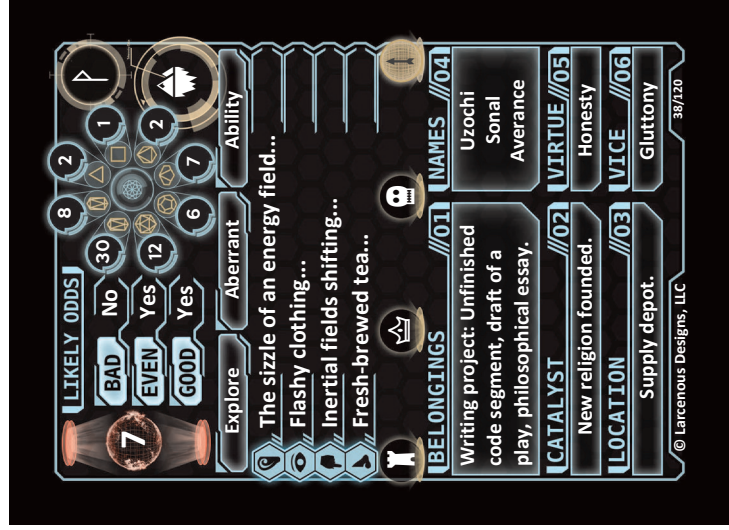 7
LIKELY ODDS
BAD No
EVEN Yes
GOOD Yes
30
8
2
1
2
7
6
12
ᚹ
Explore
Aberrant
Ability
The sizzle of an energy field...
Flashy clothing...
Inertial fields shifting...
Fresh-brewed tea...
BELONGINGS //01
Writing project: Unfinished
code segment, draft of a
play, philosophical essay.
NAMES //04
Uzochi
Sonal
Averance
CATALYST //02
New religion founded.
VIRTUE //05
Honesty
LOCATION //03
Supply depot.
VICE //06
Gluttony
© Larcenous Designs, LLC
38/120